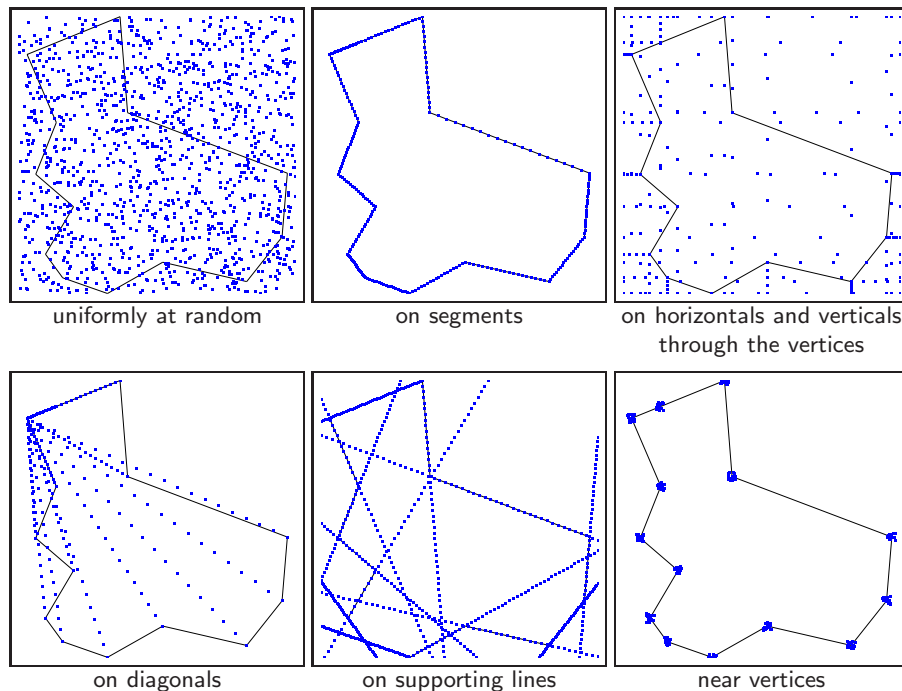 uniformly at random
on segments
on horizontals and verticals
through the vertices
on diagonals
on supporting lines
near vertices